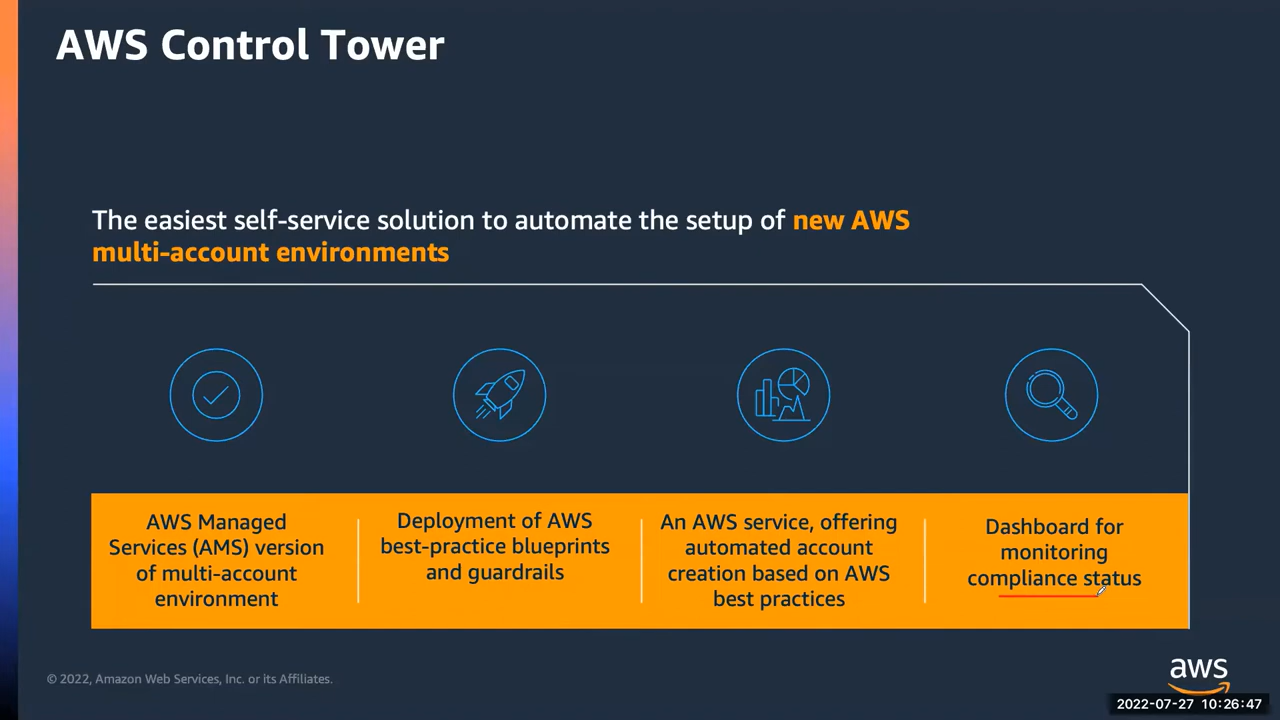 AWS Control Tower
The easiest self-service solution to automate the setup of new AWS
multi-account environments
AWS Managed
Services (AMS) version
of multi-account
environment
Deployment of AWS
best-practice blueprints
and guardrails
An AWS service, offering
automated account
creation based on AWS
best practices
Dashboard for
monitoring
compliance status
© 2022, Amazon Web Services, Inc. or its Affiliates.
aws
2022-07-27 10:26:47